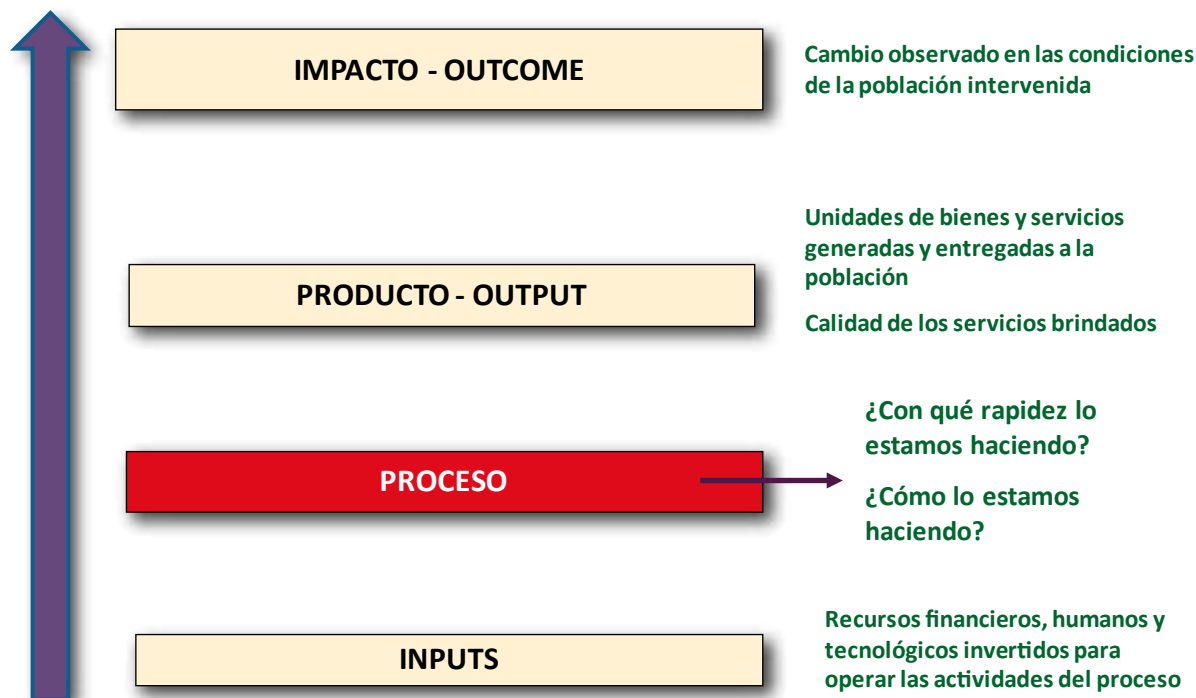 IMPACTO - OUTCOME
Cambio observado en las condiciones
de la población intervenida
PRODUCTO - OUTPUT
Unidades de bienes y servicios
generadas y entregadas a la
población
Calidad de los servicios brindados
PROCESO
¿Con qué rapidez lo
estamos haciendo?
¿Cómo lo estamos
haciendo?
INPUTS
Recursos financieros, humanos y
tecnológicos invertidos para
operar las actividades del proceso